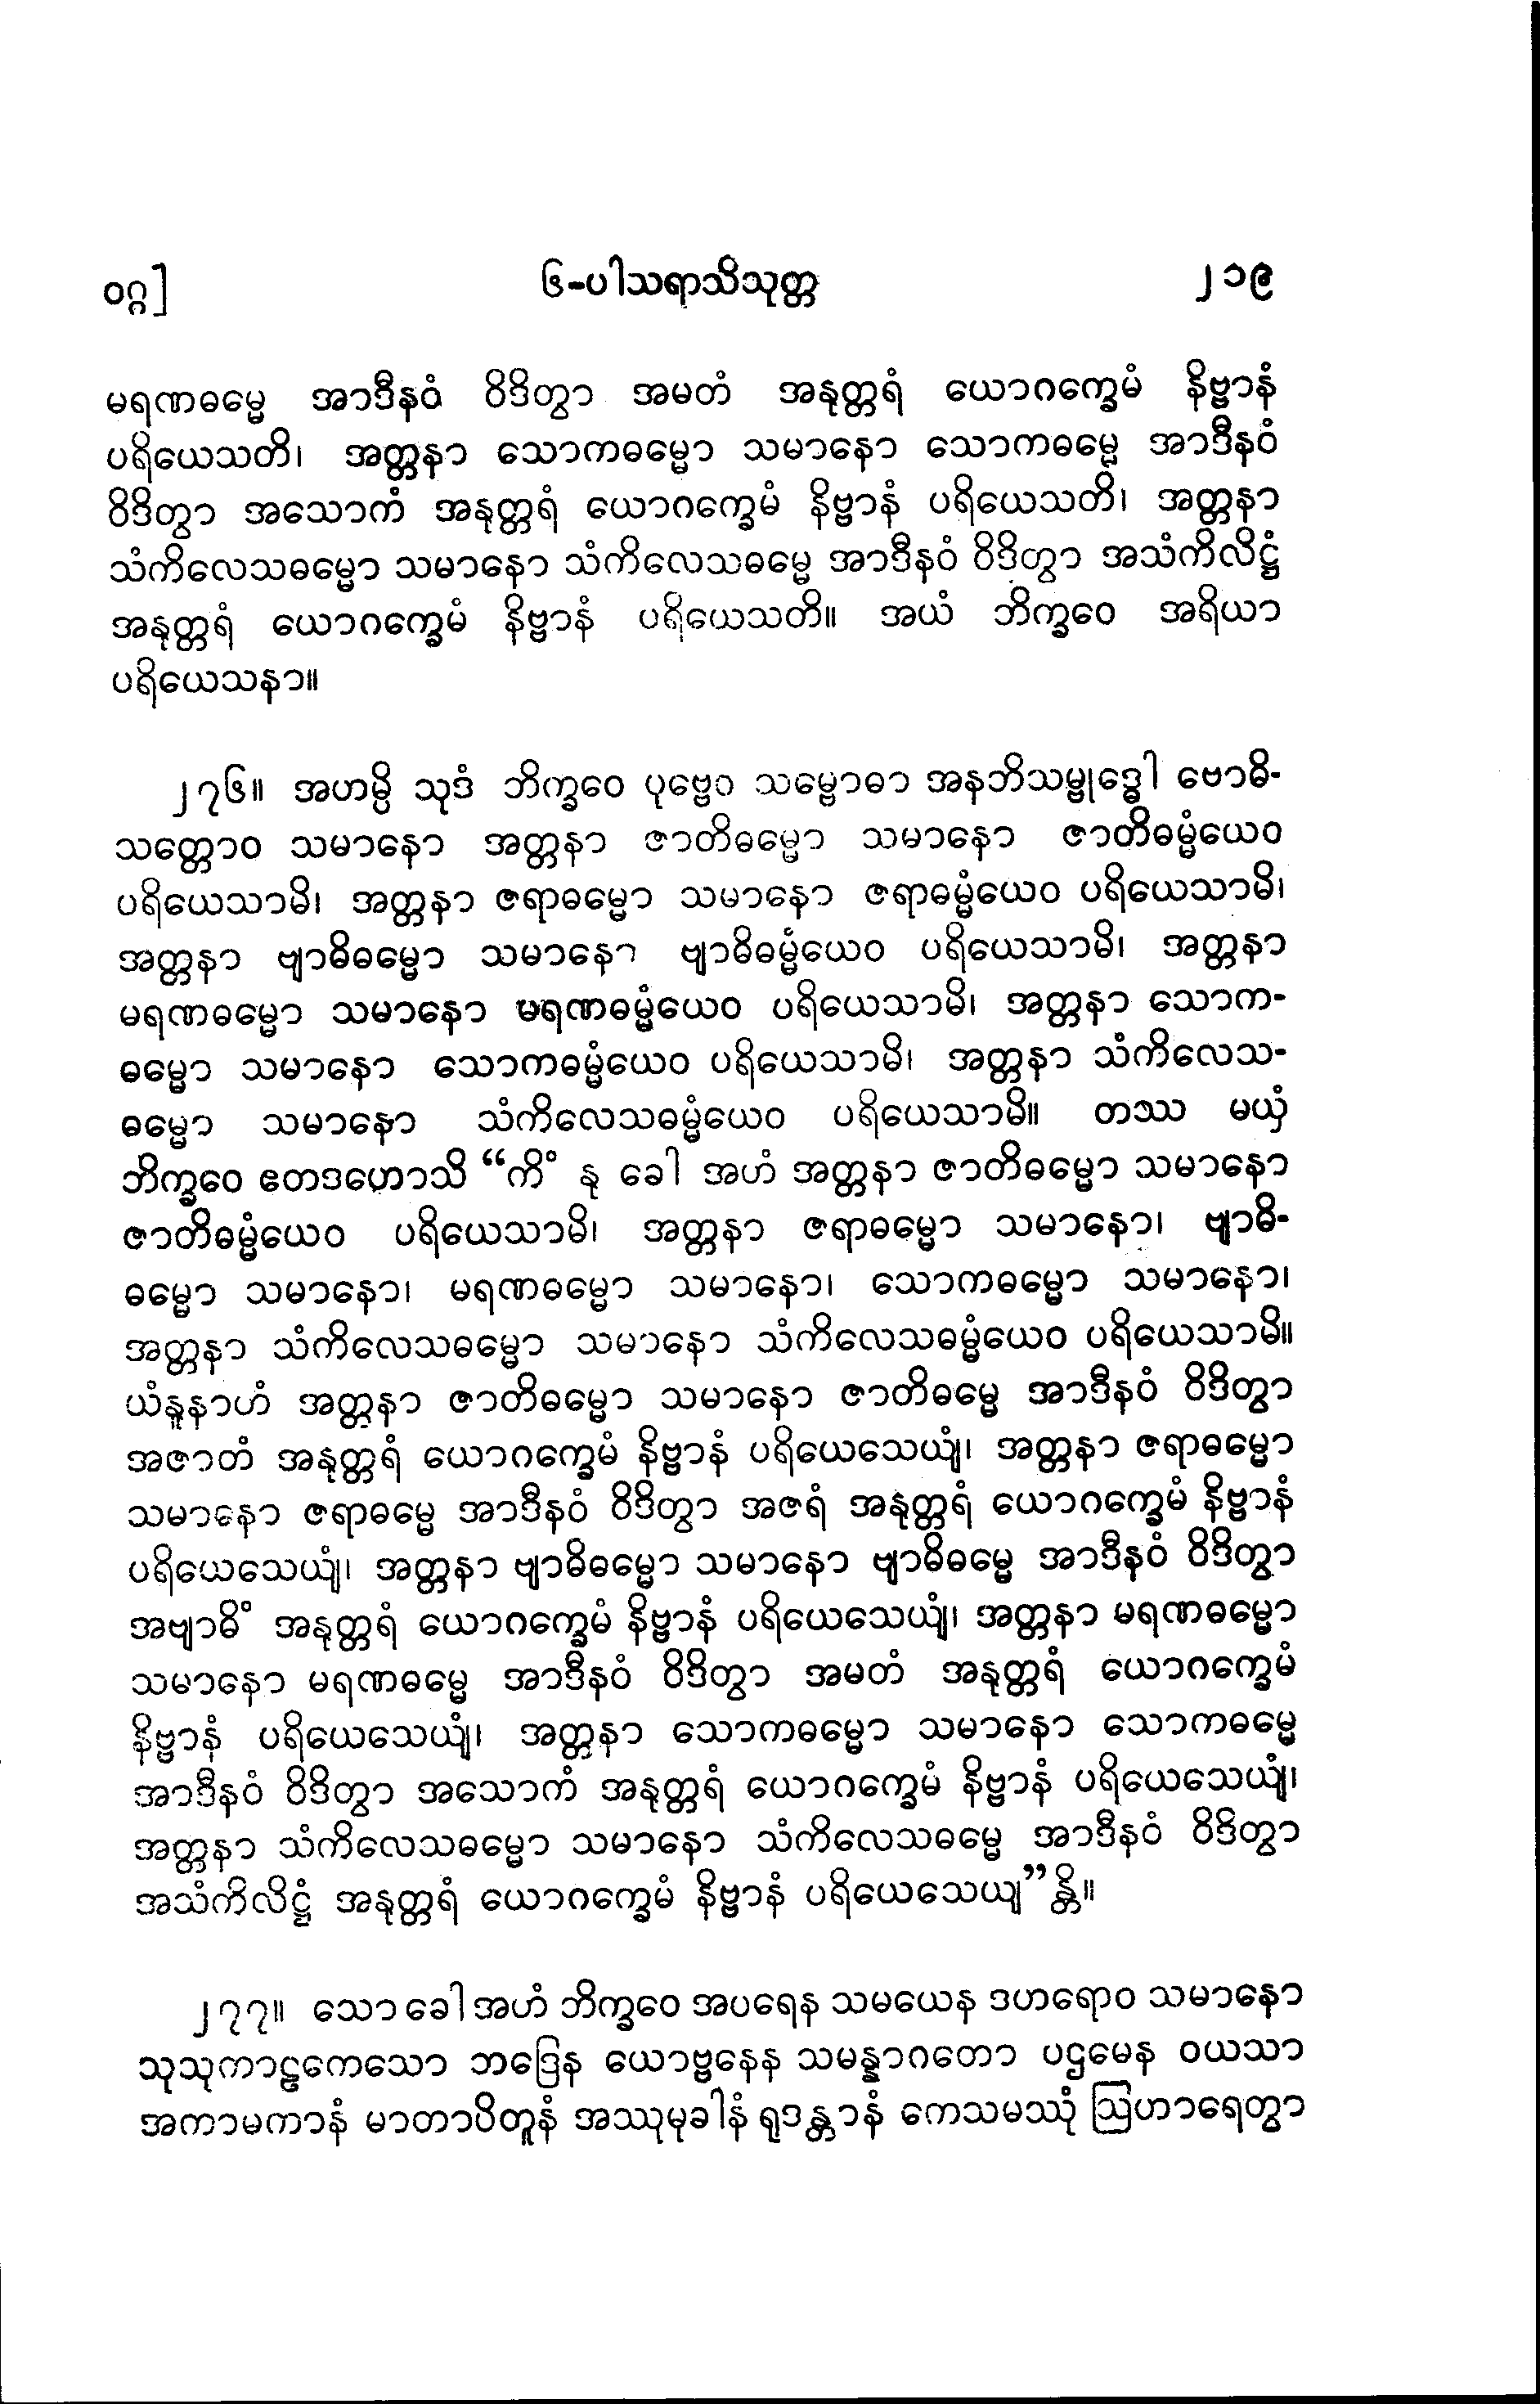 ဝဂ္ဂ]
၆-ပါသရာသိသုတ္တ
၂၁၉
မရဏဓမ္မေ အာဒီနဝံ ဝိဒိတွာ အမတံ အနုတ္တရံ ယောဂက္ခေမံ နိဗ္ဗာနံ
ပရိယေသတိ၊ အတ္တနာ သောကဓမ္မော သမာနော သောကဓမ္မေ အာဒီနဝံ
ဝိဒိတွာ အသောကံ အနုတ္တရံ ယောဂက္ခေမံ နိဗ္ဗာနံ ပရိယေသတိ၊ အတ္တနာ
သံကိလေသဓမ္မော သမာနော သံကိလေသဓမ္မေ အာဒီနဝံ ဝိဒိတွာ အသံကိလိဋ္ဌံ
အနုတ္တရံ ယောဂက္ခေမံ နိဗ္ဗာနံ ပရိယေသတိ။ အယံ ဘိက္ခဝေ အရိယာ
ပရိယေသနာ။
၂၇၆။ အဟမ္ပိ သုဒံ ဘိက္ခဝေ ပုဗ္ဗေဝ သမ္ဗောဓာ အနဘိသမ္ဗုဒ္ဓေါ ဗောဓိ-
သတ္တောဝ သမာနော အတ္တနာ ဇာတိဓမ္မော သမာနော ဇာတိဓမ္မံယေဝ
ပရိယေသာမိ၊ အတ္တနာ ဇရာဓမ္မော သမာနော ဇရာဓမ္မံယေဝ ပရိယေသာမိ၊
အတ္တနာ ဗျာဓိဓမ္မော သမာနော ဗျာဓိဓမ္မံယေဝ ပရိယေသာမိ၊ အတ္တနာ
မရဏဓမ္မော သမာနော မရဏဓမ္မံယေဝ ပရိယေသာမိ၊ အတ္တနာ သောက-
ဓမ္မော သမာနော သောကဓမ္မံယေဝ ပရိယေသာမိ၊ အတ္တနာ သံကိလေသ-
ဓမ္မော သမာနော သံကိလေသဓမ္မံယေဝ ပရိယေသာမိ။ တဿ မယှံ
ဘိက္ခဝေ ဧတဒဟောသိ “ကိံ နု ခေါ အဟံ အတ္တနာ ဇာတိဓမ္မော သမာနော
ဇာတိဓမ္မံယေဝ ပရိယေသာမိ၊ အတ္တနာ ဇရာဓမ္မော သမာနော၊ ဗျာဓိ-
ဓမ္မော သမာနော၊ မရဏဓမ္မော သမာနော၊ သောကဓမ္မော သမာနော၊
အတ္တနာ သံကိလေသဓမ္မော သမာနော သံကိလေသဓမ္မံယေဝ ပရိယေသာမိ။
ယံနူနာဟံ အတ္တနာ ဇာတိဓမ္မော သမာနော ဇာတိဓမ္မေ အာဒီနဝံ ဝိဒိတွာ
အဇာတံ အနုတ္တရံ ယောဂက္ခေမံ နိဗ္ဗာနံ ပရိယေသေယျံ၊ အတ္တနာ ဇရာဓမ္မော
သမာနော ဇရာဓမ္မေ အာဒီနဝံ ဝိဒိတွာ အဇရံ အနုတ္တရံ ယောဂက္ခေမံ နိဗ္ဗာနံ
ပရိယေသေယျံ၊ အတ္တနာ ဗျာဓိဓမ္မော သမာနော ဗျာဓိဓမ္မေ အာဒီနဝံ ဝိဒိတွာ
အဗျာဓိံ အနုတ္တရံ ယောဂက္ခေမံ နိဗ္ဗာနံ ပရိယေသေယျံ၊ အတ္တနာ မရဏဓမ္မော
သမာနော မရဏဓမ္မေ အာဒီနဝံ ဝိဒိတွာ အမတံ အနုတ္တရံ ယောဂက္ခေမံ
နိဗ္ဗာနံ ပရိယေသေယျံ၊ အတ္တနာ သောကဓမ္မော သမာနော သောကဓမ္မေ
အာဒီနဝံ ဝိဒိတွာ အသောကံ အနုတ္တရံ ယောဂက္ခေမံ နိဗ္ဗာနံ ပရိယေသေယျံ၊
အတ္တနာ သံကိလေသဓမ္မော သမာနော သံကိလေသဓမ္မေ အာဒီနဝံ ဝိဒိတွာ
အသံကိလိဋ္ဌံ အနုတ္တရံ ယောဂက္ခေမံ နိဗ္ဗာနံ ပရိယေသေယျ”န္တိ။
၂၇၇။ သော ခေါ အဟံ ဘိက္ခဝေ အပရေန သမယေန ဒဟရောဝ သမာနော
သုသုကာဠကေသော ဘဒြေန ယောဗ္ဗနေန သမန္နာဂတော ပဌမေန ဝယသာ
အကာမကာနံ မာတာပိတူနံ အဿုမုခါနံ ရုဒန္တာနံ ကေသမဿုံ ဩဟာရေတွာ